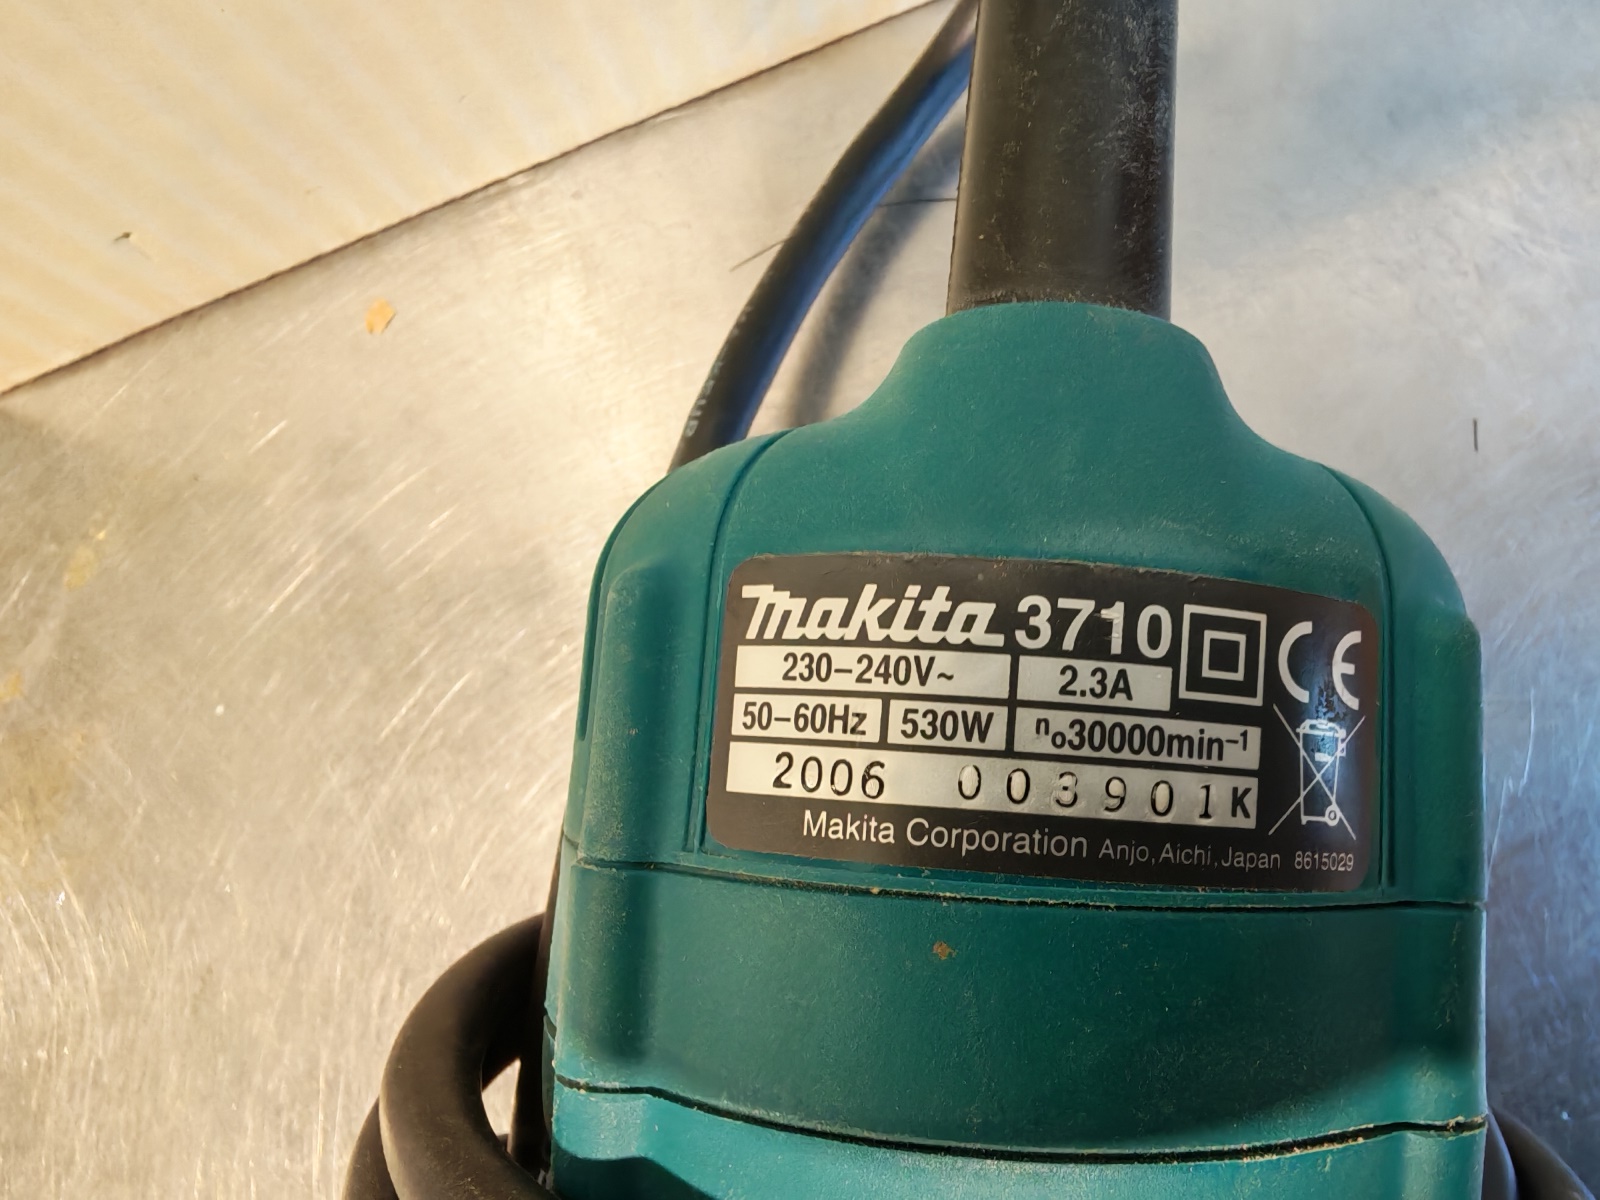 makita 3710 CE
230–240V~ 2.3A
50–60Hz 530W n₀30000min⁻¹
2006 003901K
Makita Corporation Anjo, Aichi, Japan 8615029